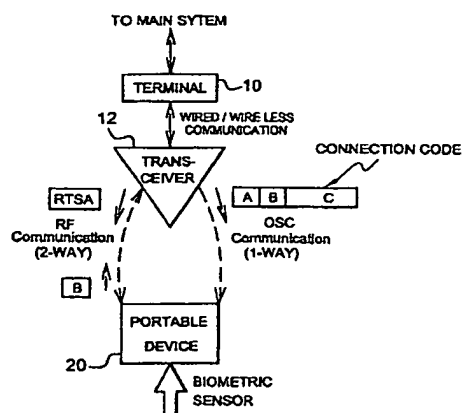 TO MAIN SYTEM
TERMINAL
10
WIRED / WIRE LESS
COMMUNICATION
12
TRANS-
CEIVER
CONNECTION CODE
RTSA
A B C
RF
Communication
(2-WAY)
OSC
Communication
(1-WAY)
B
PORTABLE
DEVICE
20
BIOMETRIC
SENSOR